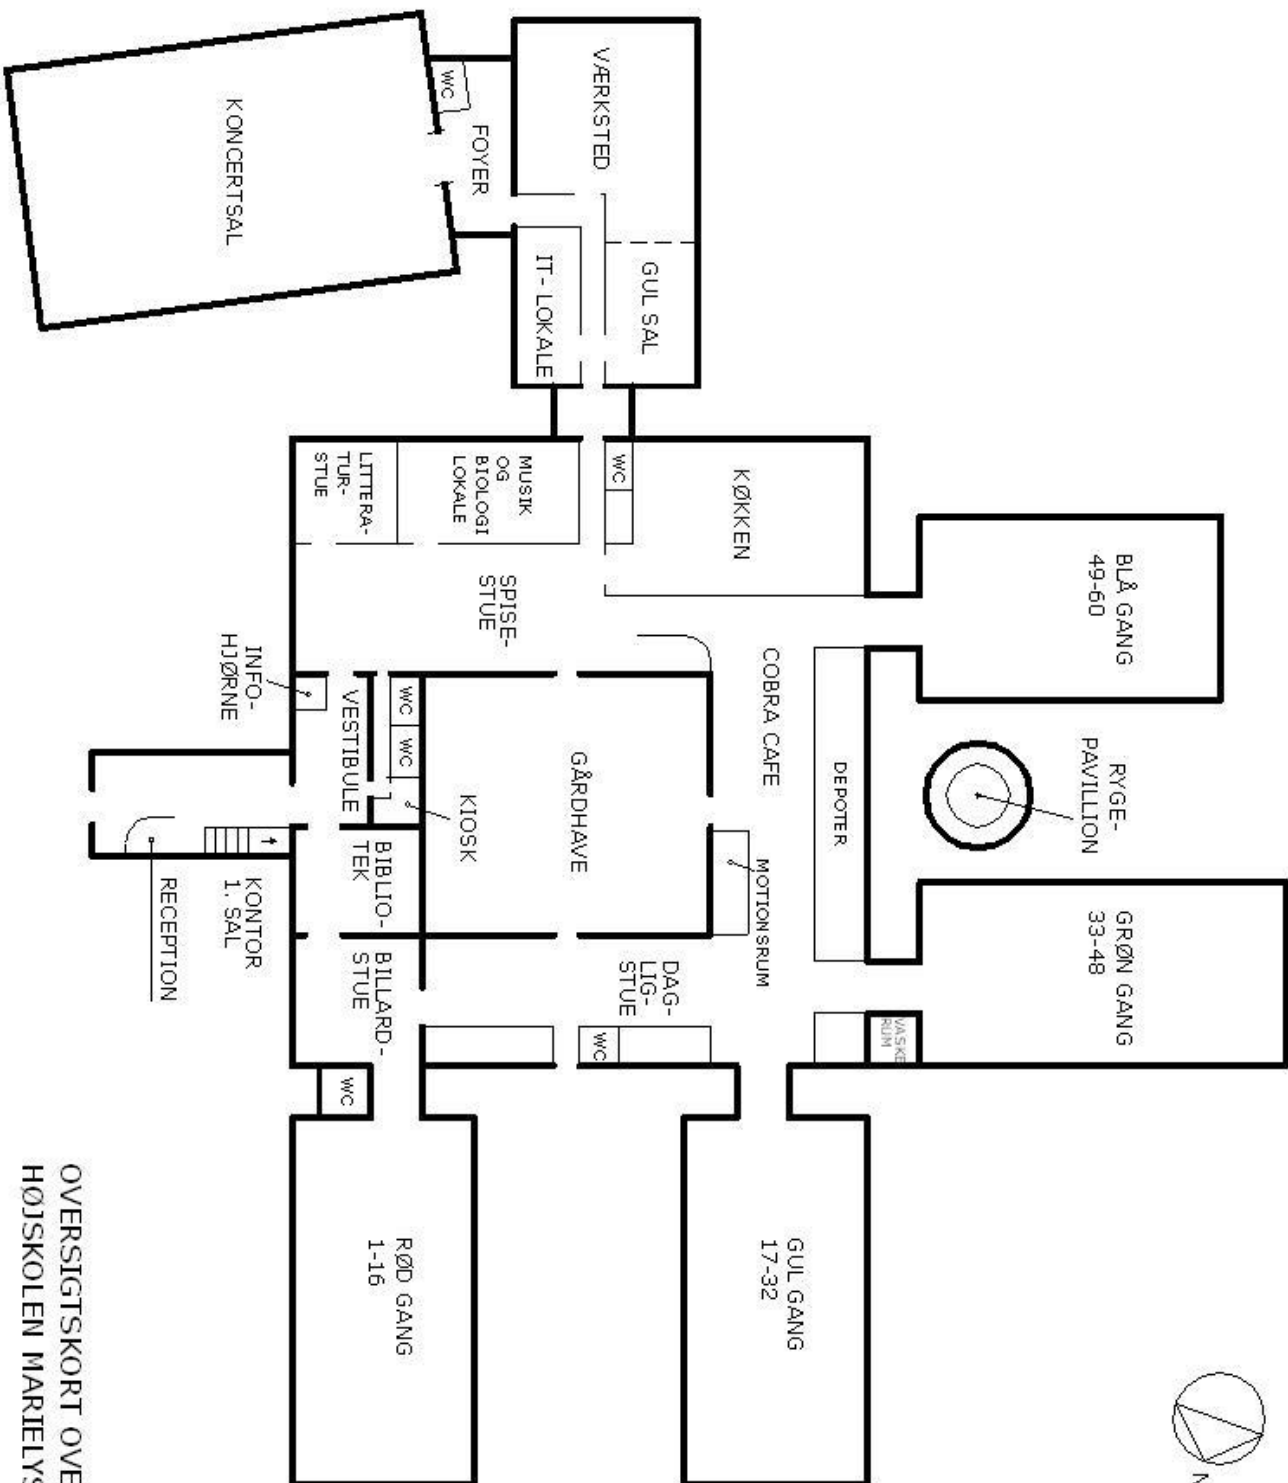 BLÅ GANG
49-60
RYGE-
PAVILLION
GRØN GANG
33-48
VASKE
RUM
N
KØKKEN
WC
COBRA CAFE
DEPOTER
MOTIONSRUM
GUL GANG
17-32
VÆRKSTED
GUL SAL
IT- LOKALE
FOYER
WC
KONCERTSAL
MUSIK
OG
BIOLOGI
LOKALE
LITTERA-
TUR-
STUE
SPISE-
STUE
GÅRDHAVE
DAG-
LIG-
STUE
WC
WC
WC
KIOSK
VESTIBULE
INFO-
HJØRNE
BIBLIO-
TEK
BILLARD-
STUE
WC
RØD GANG
1-16
KONTOR
1. SAL
RECEPTION
OVERSIGTSKORT OVE
HØJSKOLEN MARIELYS